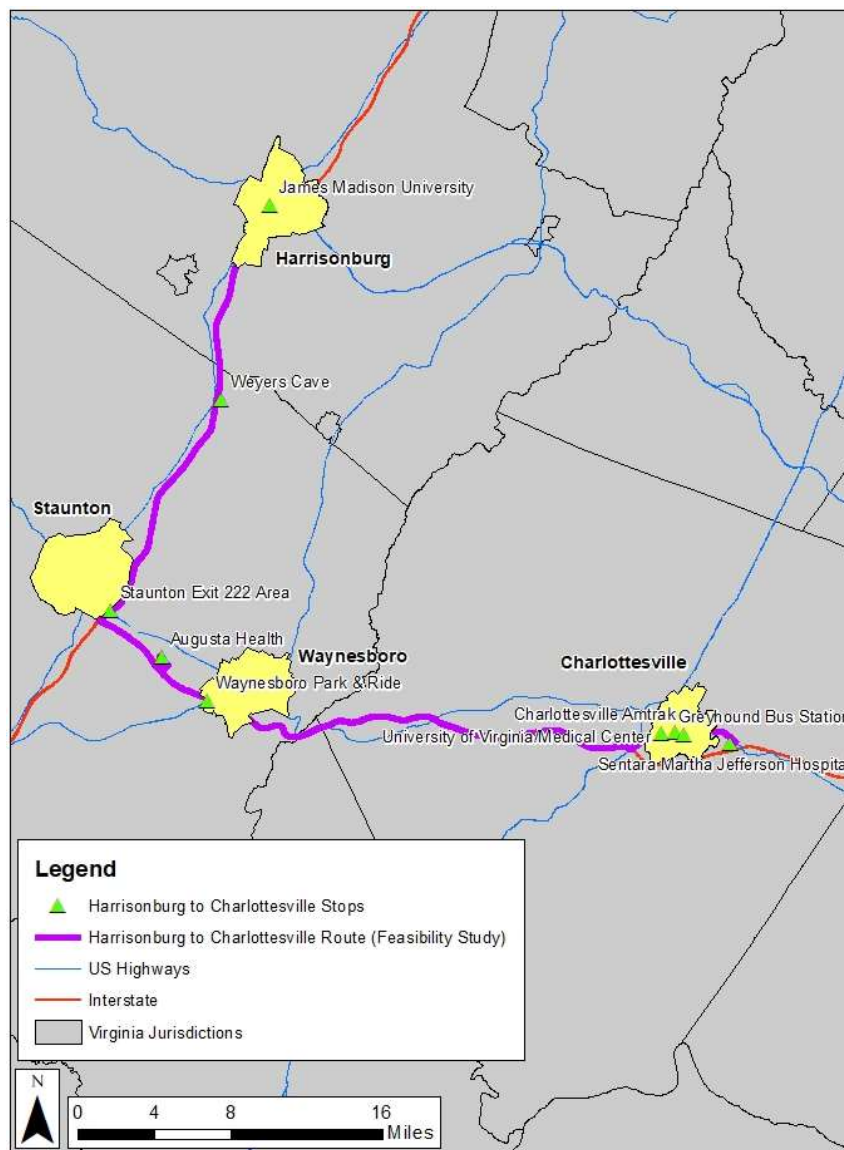 James Madison University
Harrisonburg
Weyers Cave
Staunton
Staunton Exit 222 Area
Augusta Health
Waynesboro
Waynesboro Park & Ride
Charlottesville
Charlottesville Amtrak
Greyhound Bus Station
University of Virginia Medical Center
Sentara Martha Jefferson Hospita
Legend
Harrisonburg to Charlottesville Stops
Harrisonburg to Charlottesville Route (Feasibility Study)
US Highways
Interstate
Virginia Jurisdictions
N
0 4 8 16
Miles